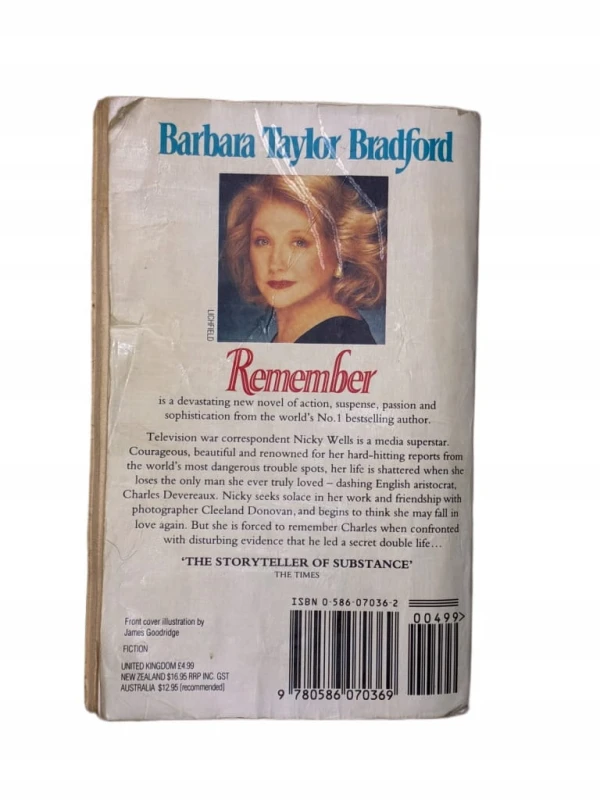 Barbara Taylor Bradford
LICHFIELD
Remember
is a devastating new novel of action, suspense, passion and
sophistication from the world's No.1 bestselling author.
Television war correspondent Nicky Wells is a media superstar.
Courageous, beautiful and renowned for her hard-hitting reports from
the world's most dangerous trouble spots, her life is shattered when she
loses the only man she ever truly loved – dashing English aristocrat,
Charles Devereaux. Nicky seeks solace in her work and friendship with
photographer Cleeland Donovan, and begins to think she may fall in
love again. But she is forced to remember Charles when confronted
with disturbing evidence that he led a secret double life...
'THE STORYTELLER OF SUBSTANCE'
THE TIMES
ISBN 0-586-07036-2
00499>
Front cover illustration by
James Goodridge
FICTION
UNITED KINGDOM £4.99
NEW ZEALAND $16.95 RRP INC. GST
AUSTRALIA $12.95 (recommended)
9 780586 070369